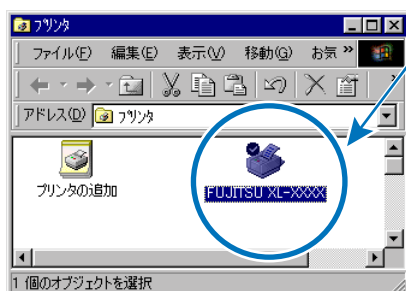 プリンタ
ファイル(F) 編集(E) 表示(V) 移動(G) お気 »
アドレス(D) プリンタ
プリンタの追加
FUJITSU XL-XXXX
1 個のオブジェクトを選択